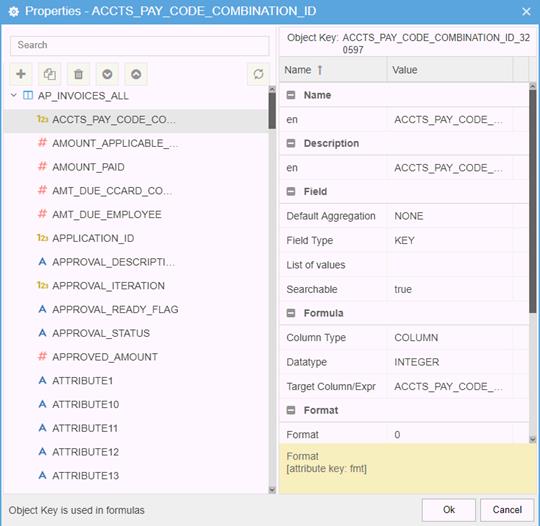 Properties - ACCTS_PAY_CODE_COMBINATION_ID
Search
AP_INVOICES_ALL
123 ACCTS_PAY_CODE_CO...
# AMOUNT_APPLICABLE_...
# AMOUNT_PAID
# AMT_DUE_CCARD_CO...
# AMT_DUE_EMPLOYEE
123 APPLICATION_ID
A APPROVAL_DESCRIPTI...
123 APPROVAL_ITERATION
A APPROVAL_READY_FLAG
A APPROVAL_STATUS
# APPROVED_AMOUNT
A ATTRIBUTE1
A ATTRIBUTE10
A ATTRIBUTE11
A ATTRIBUTE12
A ATTRIBUTE13
Object Key: ACCTS_PAY_CODE_COMBINATION_ID_32
0597
Name ↑ Value
Name
en ACCTS_PAY_CODE_...
Description
en ACCTS_PAY_CODE_...
Field
Default Aggregation NONE
Field Type KEY
List of values
Searchable true
Formula
Column Type COLUMN
Datatype INTEGER
Target Column/Expr ACCTS_PAY_CODE_...
Format
Format 0
Format
[attribute key: fmt]
Object Key is used in formulas
Ok Cancel